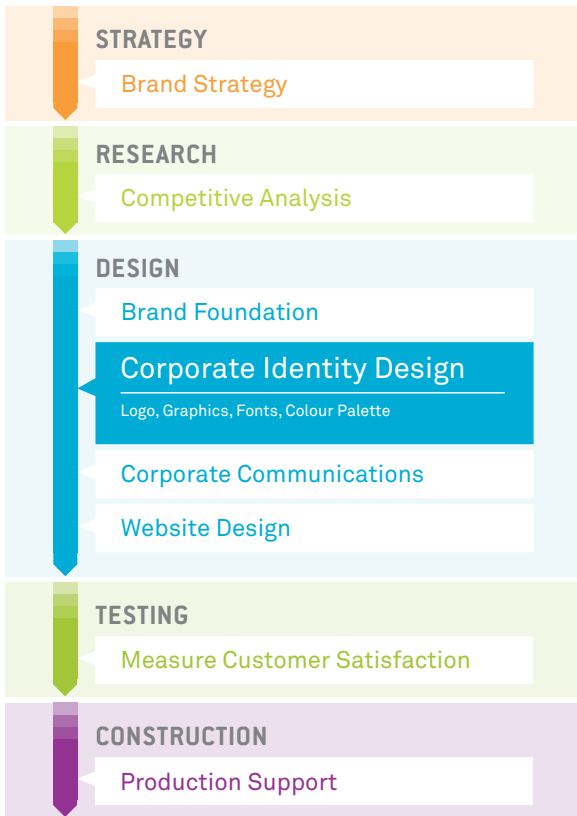 STRATEGY
Brand Strategy
RESEARCH
Competitive Analysis
DESIGN
Brand Foundation
Corporate Identity Design
Logo, Graphics, Fonts, Colour Palette
Corporate Communications
Website Design
TESTING
Measure Customer Satisfaction
CONSTRUCTION
Production Support